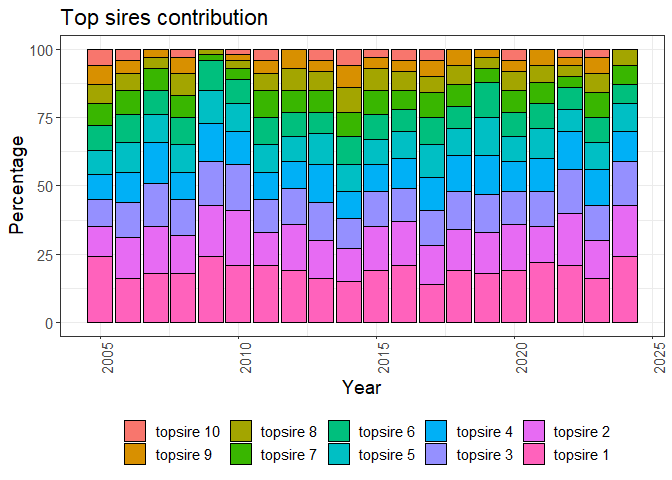 Top sires contribution
100
75
50
25
0
Percentage
2005 2010 2015 2020 2025
Year
topsire 10 topsire 8 topsire 6 topsire 4 topsire 2
topsire 9 topsire 7 topsire 5 topsire 3 topsire 1